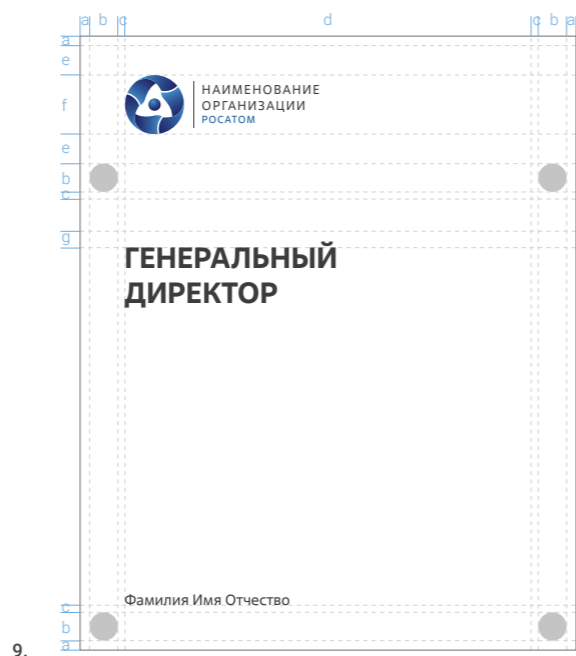 a b c d c b a
a
e
f
НАИМЕНОВАНИЕ
ОРГАНИЗАЦИИ
РОСАТОМ
e
b
c
g
ГЕНЕРАЛЬНЫЙ
ДИРЕКТОР
Фамилия Имя Отчество
c
b
a
9.